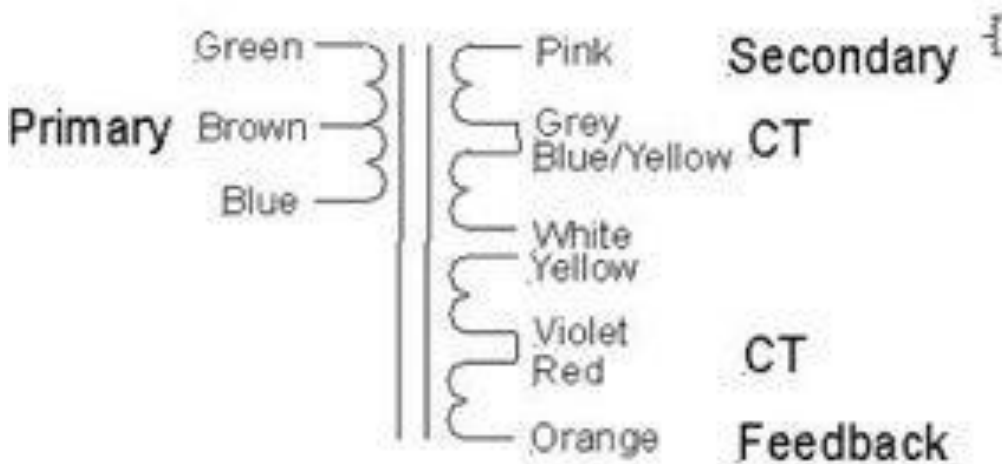 Green
Pink
Secondary
Primary
Brown
Grey
Blue/Yellow
CT
Blue
White
Yellow
Violet
Red
CT
Orange
Feedback